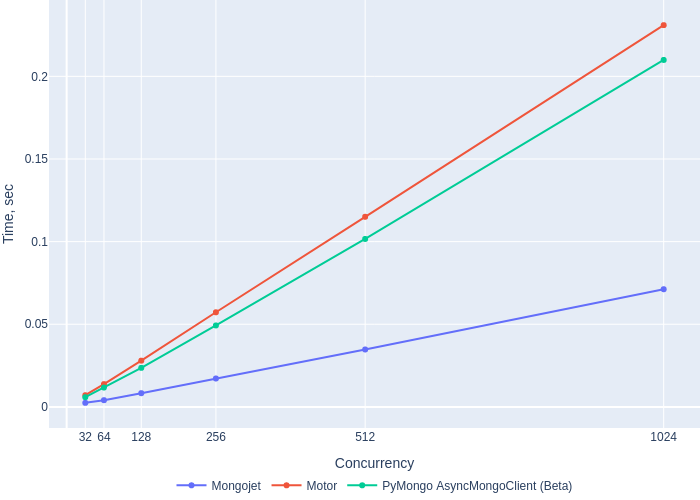 0.2
0.15
0.1
0.05
0
Time, sec
32 64 128 256 512 1024
Concurrency
Mongojet Motor PyMongo AsyncMongoClient (Beta)